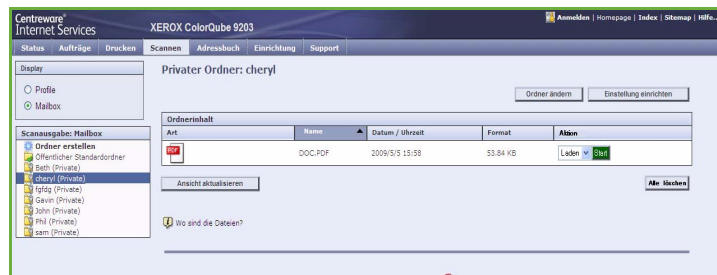 Centreware®
Internet Services
XEROX ColorQube 9203
Anmelden | Homepage | Index | Sitemap | Hilfe...
Status Aufträge Drucken Scannen Adressbuch Einrichtung Support
Display
Profile
Mailbox
Scanausgabe: Mailbox
Ordner erstellen
Öffentlicher Standardordner
Beth (Private)
cheryl (Private)
fgfdg (Private)
Gavin (Private)
John (Private)
Phil (Private)
sam (Private)
Privater Ordner: cheryl
Ordner ändern Einstellung einrichten
Ordnerinhalt
Art Name Datum / Uhrzeit Format Aktion
PDF DOC.PDF 2009/5/5 15:58 53.84 KB Laden Start
Ansicht aktualisieren Alle löschen
Wo sind die Dateien?